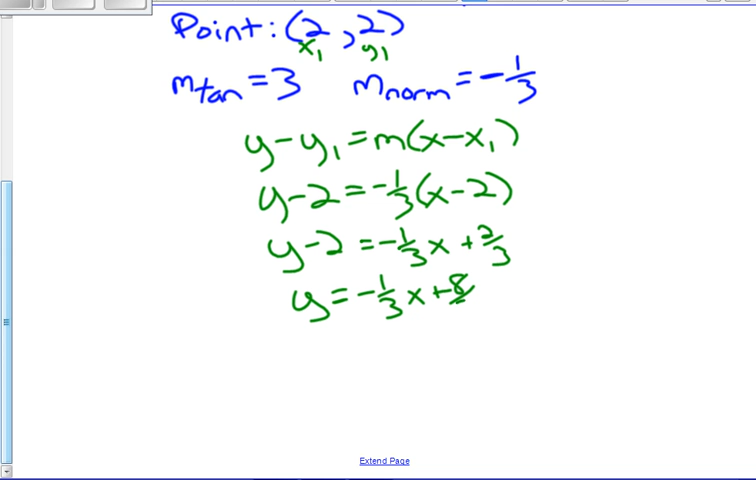 Point: (2, 2)
x₁ y₁
mtan = 3 mnorm = -1/3
y - y₁ = m(x - x₁)
y - 2 = -1/3(x - 2)
y - 2 = -1/3x + 2/3
y = -1/3x + 8
Extend Page